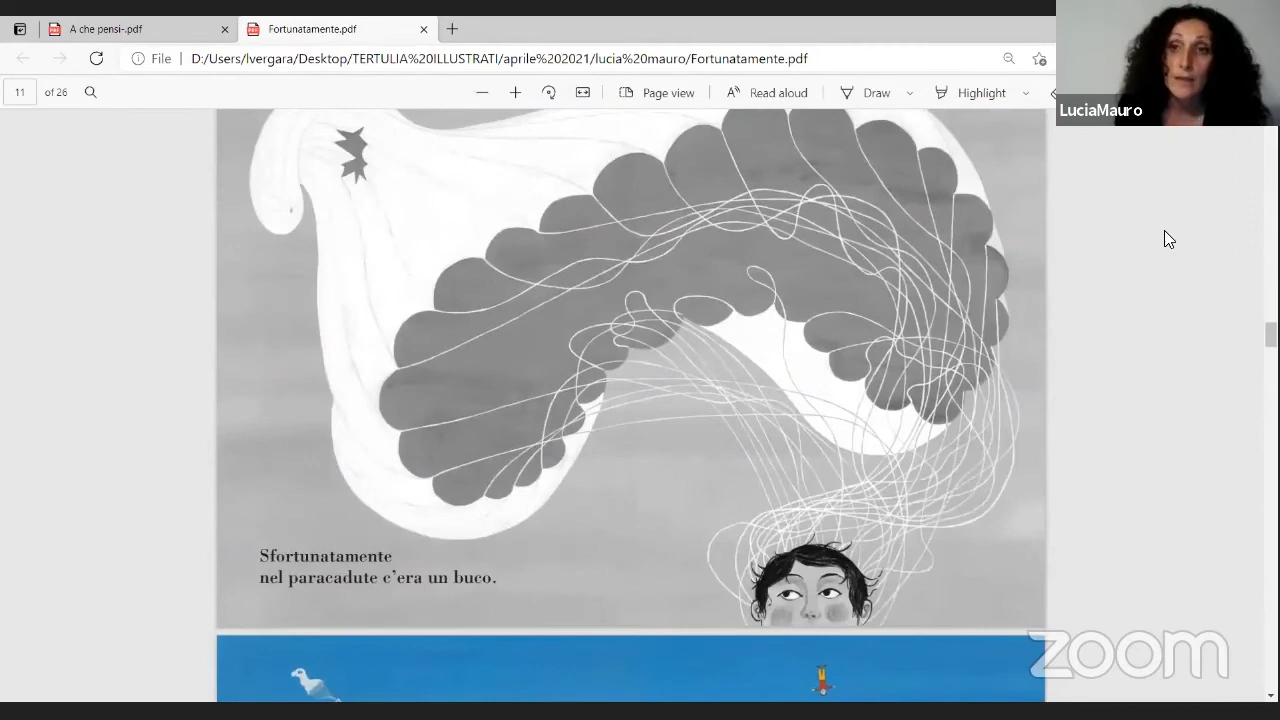 A che pensi-.pdf
Fortunatamente.pdf
File
D:/Users/lvergara/Desktop/TERTULIA%20ILLUSTRATI/aprile%202021/lucia%20mauro/Fortunatamente.pdf
11 of 26
Page view
Read aloud
Draw
Highlight
LuciaMauro
Sfortunatamente
nel paracadute c'era un buco.
zoom